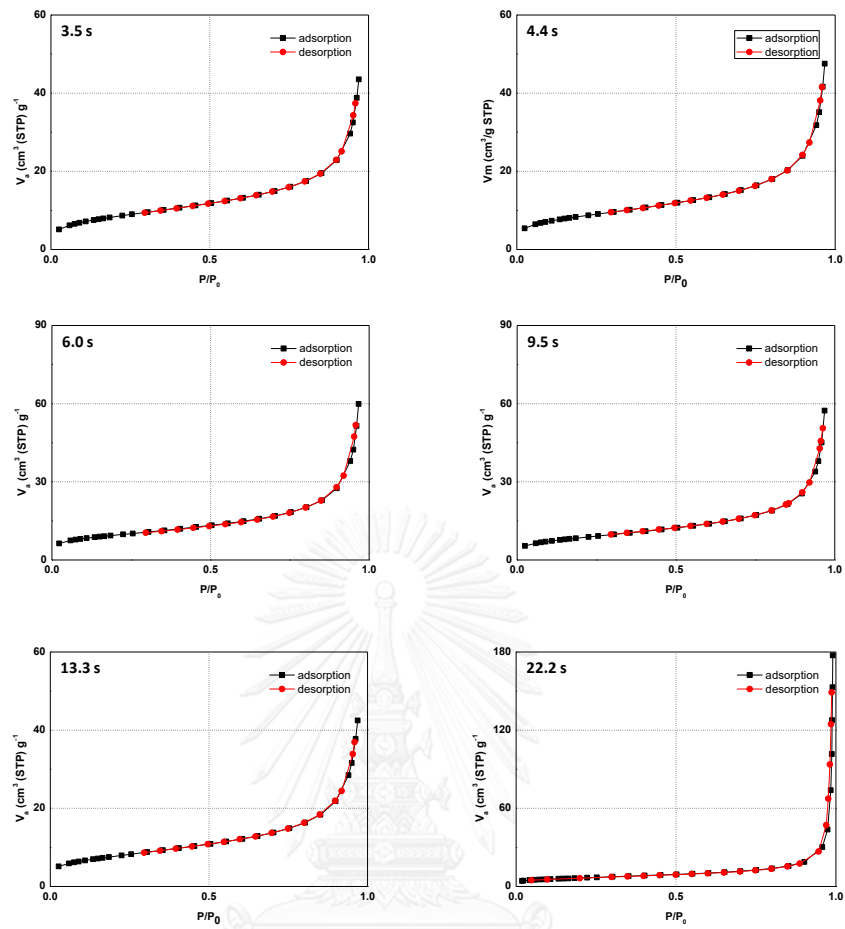 3.5 s
adsorption
desorption
60
40
20
0
0.0 0.5 1.0
Vₐ (cm³ (STP) g⁻¹
P/P₀
4.4 s
adsorption
desorption
60
40
20
0
0.0 0.5 1.0
Vm (cm³/g STP)
P/P0
6.0 s
adsorption
desorption
90
60
30
0
0.0 0.5 1.0
Vₐ (cm³ (STP) g⁻¹
P/P₀
9.5 s
adsorption
desorption
90
60
30
0
0.0 0.5 1.0
Vₐ (cm³ (STP) g⁻¹
P/P₀
13.3 s
adsorption
desorption
60
40
20
0
0.0 0.5 1.0
Vₐ (cm³ (STP) g⁻¹
P/P0
22.2 s
adsorption
desorption
180
120
60
0
0.0 0.5 1.0
Vₐ (cm³ (STP) g⁻¹
P/P₀